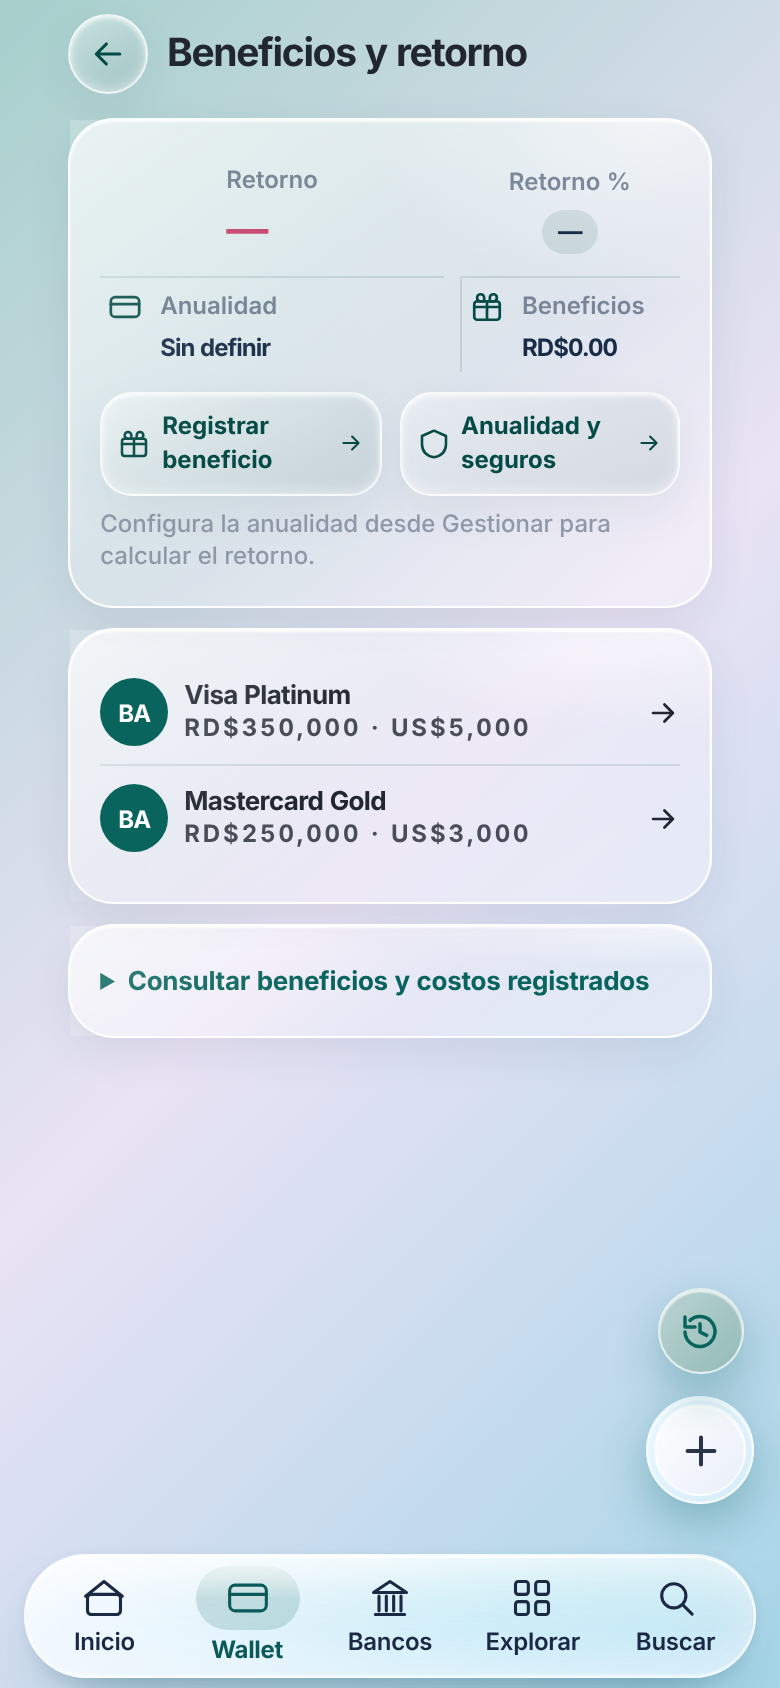 Beneficios y retorno
Retorno
—
Retorno %
—
Anualidad
Sin definir
Beneficios
RD$0.00
Registrar
beneficio
Anualidad y
seguros
Configura la anualidad desde Gestionar para
calcular el retorno.
BA
Visa Platinum
RD$350,000 · US$5,000
BA
Mastercard Gold
RD$250,000 · US$3,000
Consultar beneficios y costos registrados
Inicio
Wallet
Bancos
Explorar
Buscar